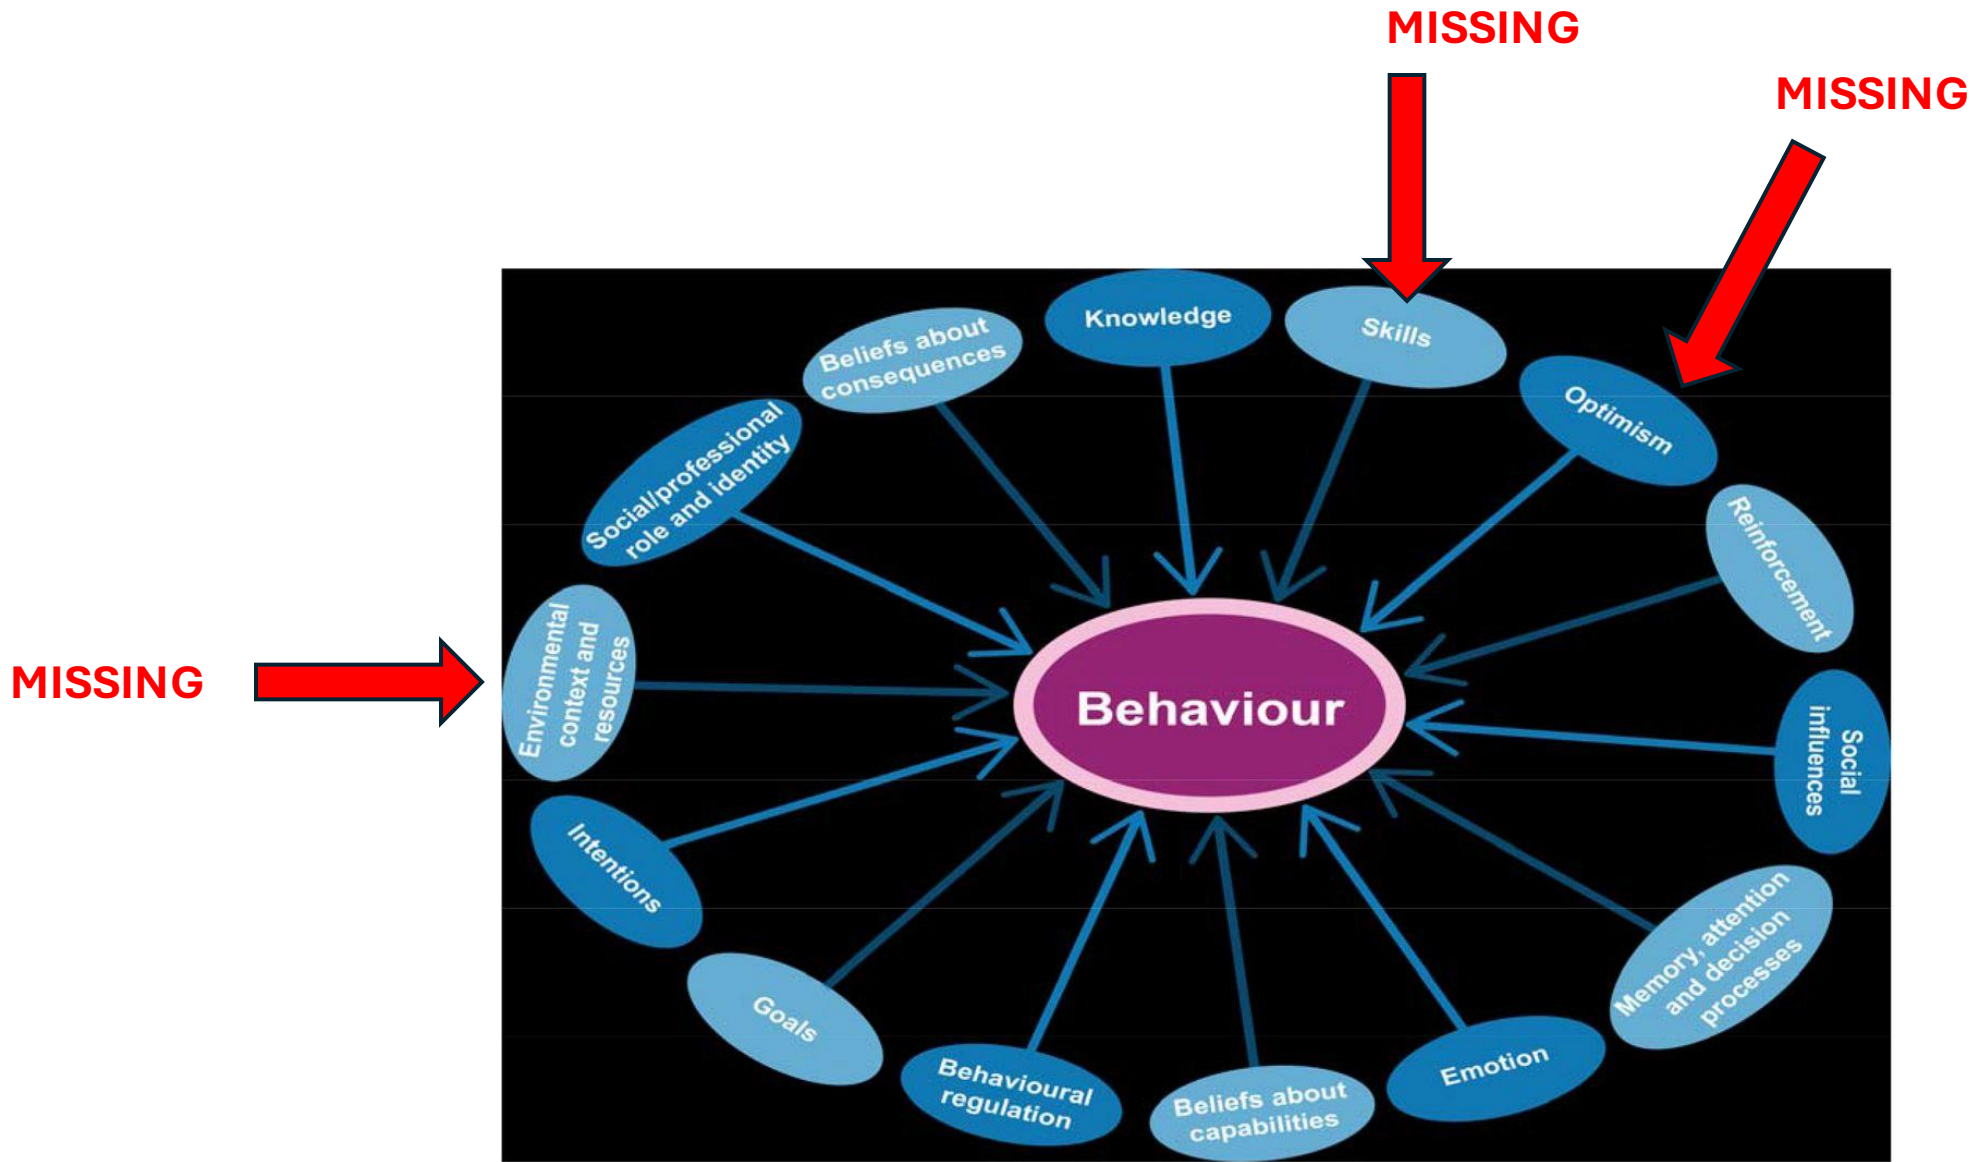 MISSING
MISSING
Knowledge
Skills
Beliefs about
consequences
Optimism
Social/professional
role and identity
Reinforcement
Environmental
context and
resources
MISSING
Behaviour
Social
influences
Intentions
Memory, attention
and decision
processes
Goals
Behavioural
regulation
Beliefs about
capabilities
Emotion